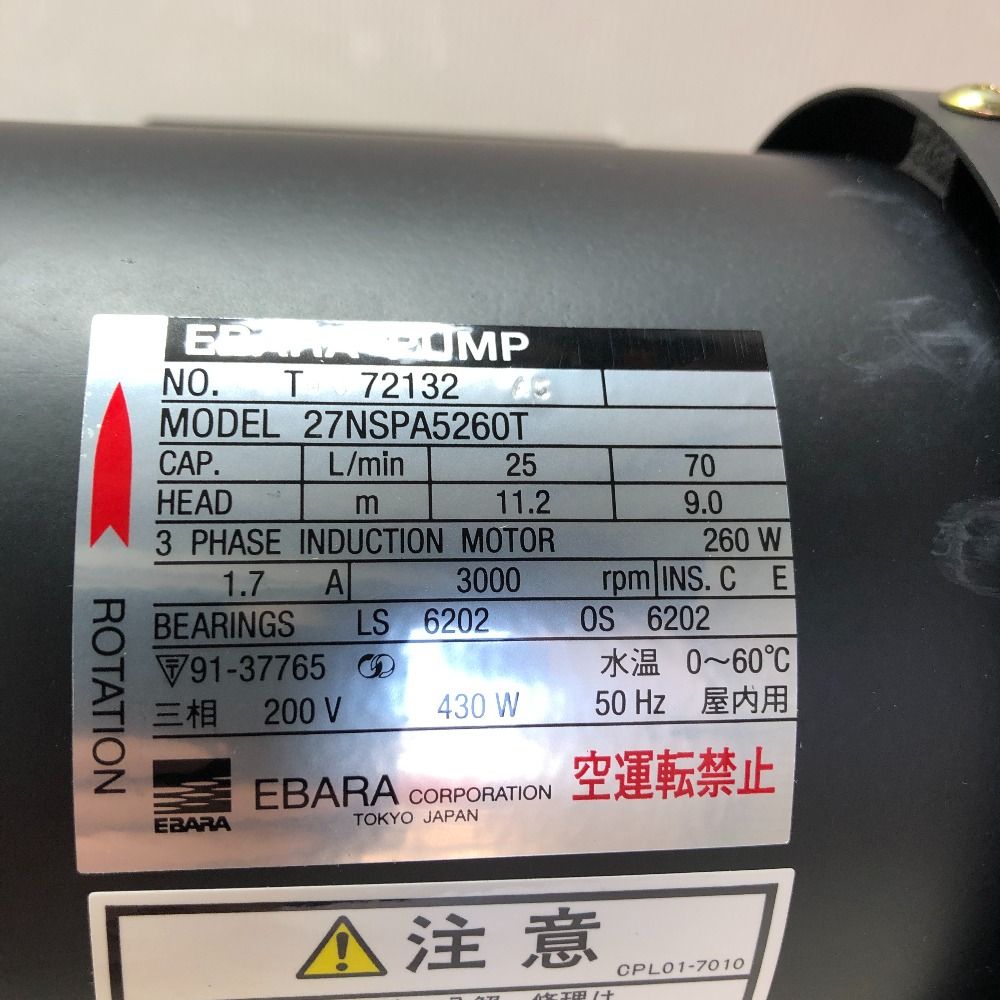 EBARA PUMP
NO. T 72132
MODEL 27NSPA5260T
CAP. L/min 25 70
HEAD m 11.2 9.0
3 PHASE INDUCTION MOTOR 260 W
1.7 A 3000 rpm INS. C E
BEARINGS LS 6202 OS 6202
91-37765 水温 0～60℃
三相 200 V 430 W 50 Hz 屋内用
ROTATION
EBARA
EBARA CORPORATION
TOKYO JAPAN
空運転禁止
注意
CPL01-7010